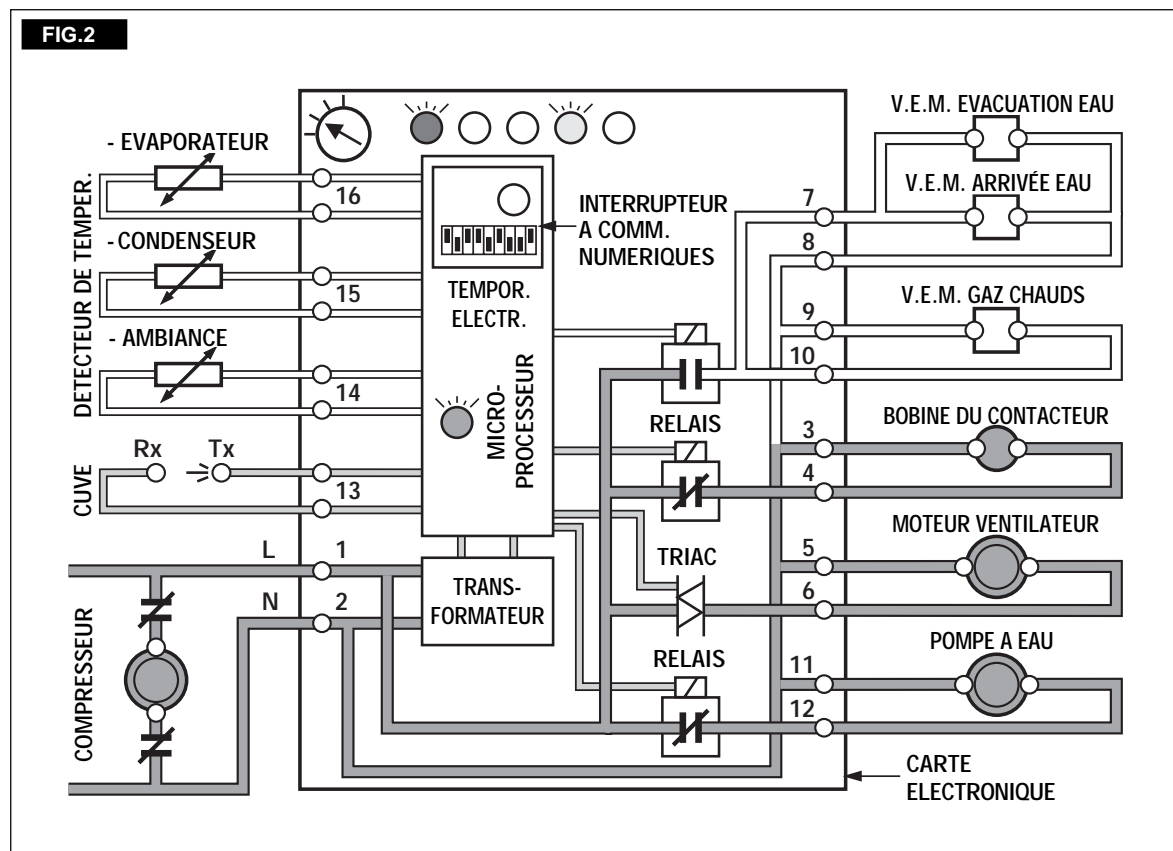 FIG.2
DETECTEUR DE TEMPER.
- EVAPORATEUR
16
- CONDENSEUR
15
- AMBIANCE
14
CUVE
Rx
Tx
13
L
1
N
2
COMPRESSEUR
INTERRUPTEUR
A COMM.
NUMERIQUES
TEMPOR.
ELECTR.
MICRO-
PROCESSEUR
TRANS-
FORMATEUR
RELAIS
TRIAC
RELAIS
V.E.M. EVACUATION EAU
V.E.M. ARRIVÉE EAU
7
8
V.E.M. GAZ CHAUDS
9
10
BOBINE DU CONTACTEUR
3
4
MOTEUR VENTILATEUR
5
6
POMPE A EAU
11
12
CARTE
ELECTRONIQUE